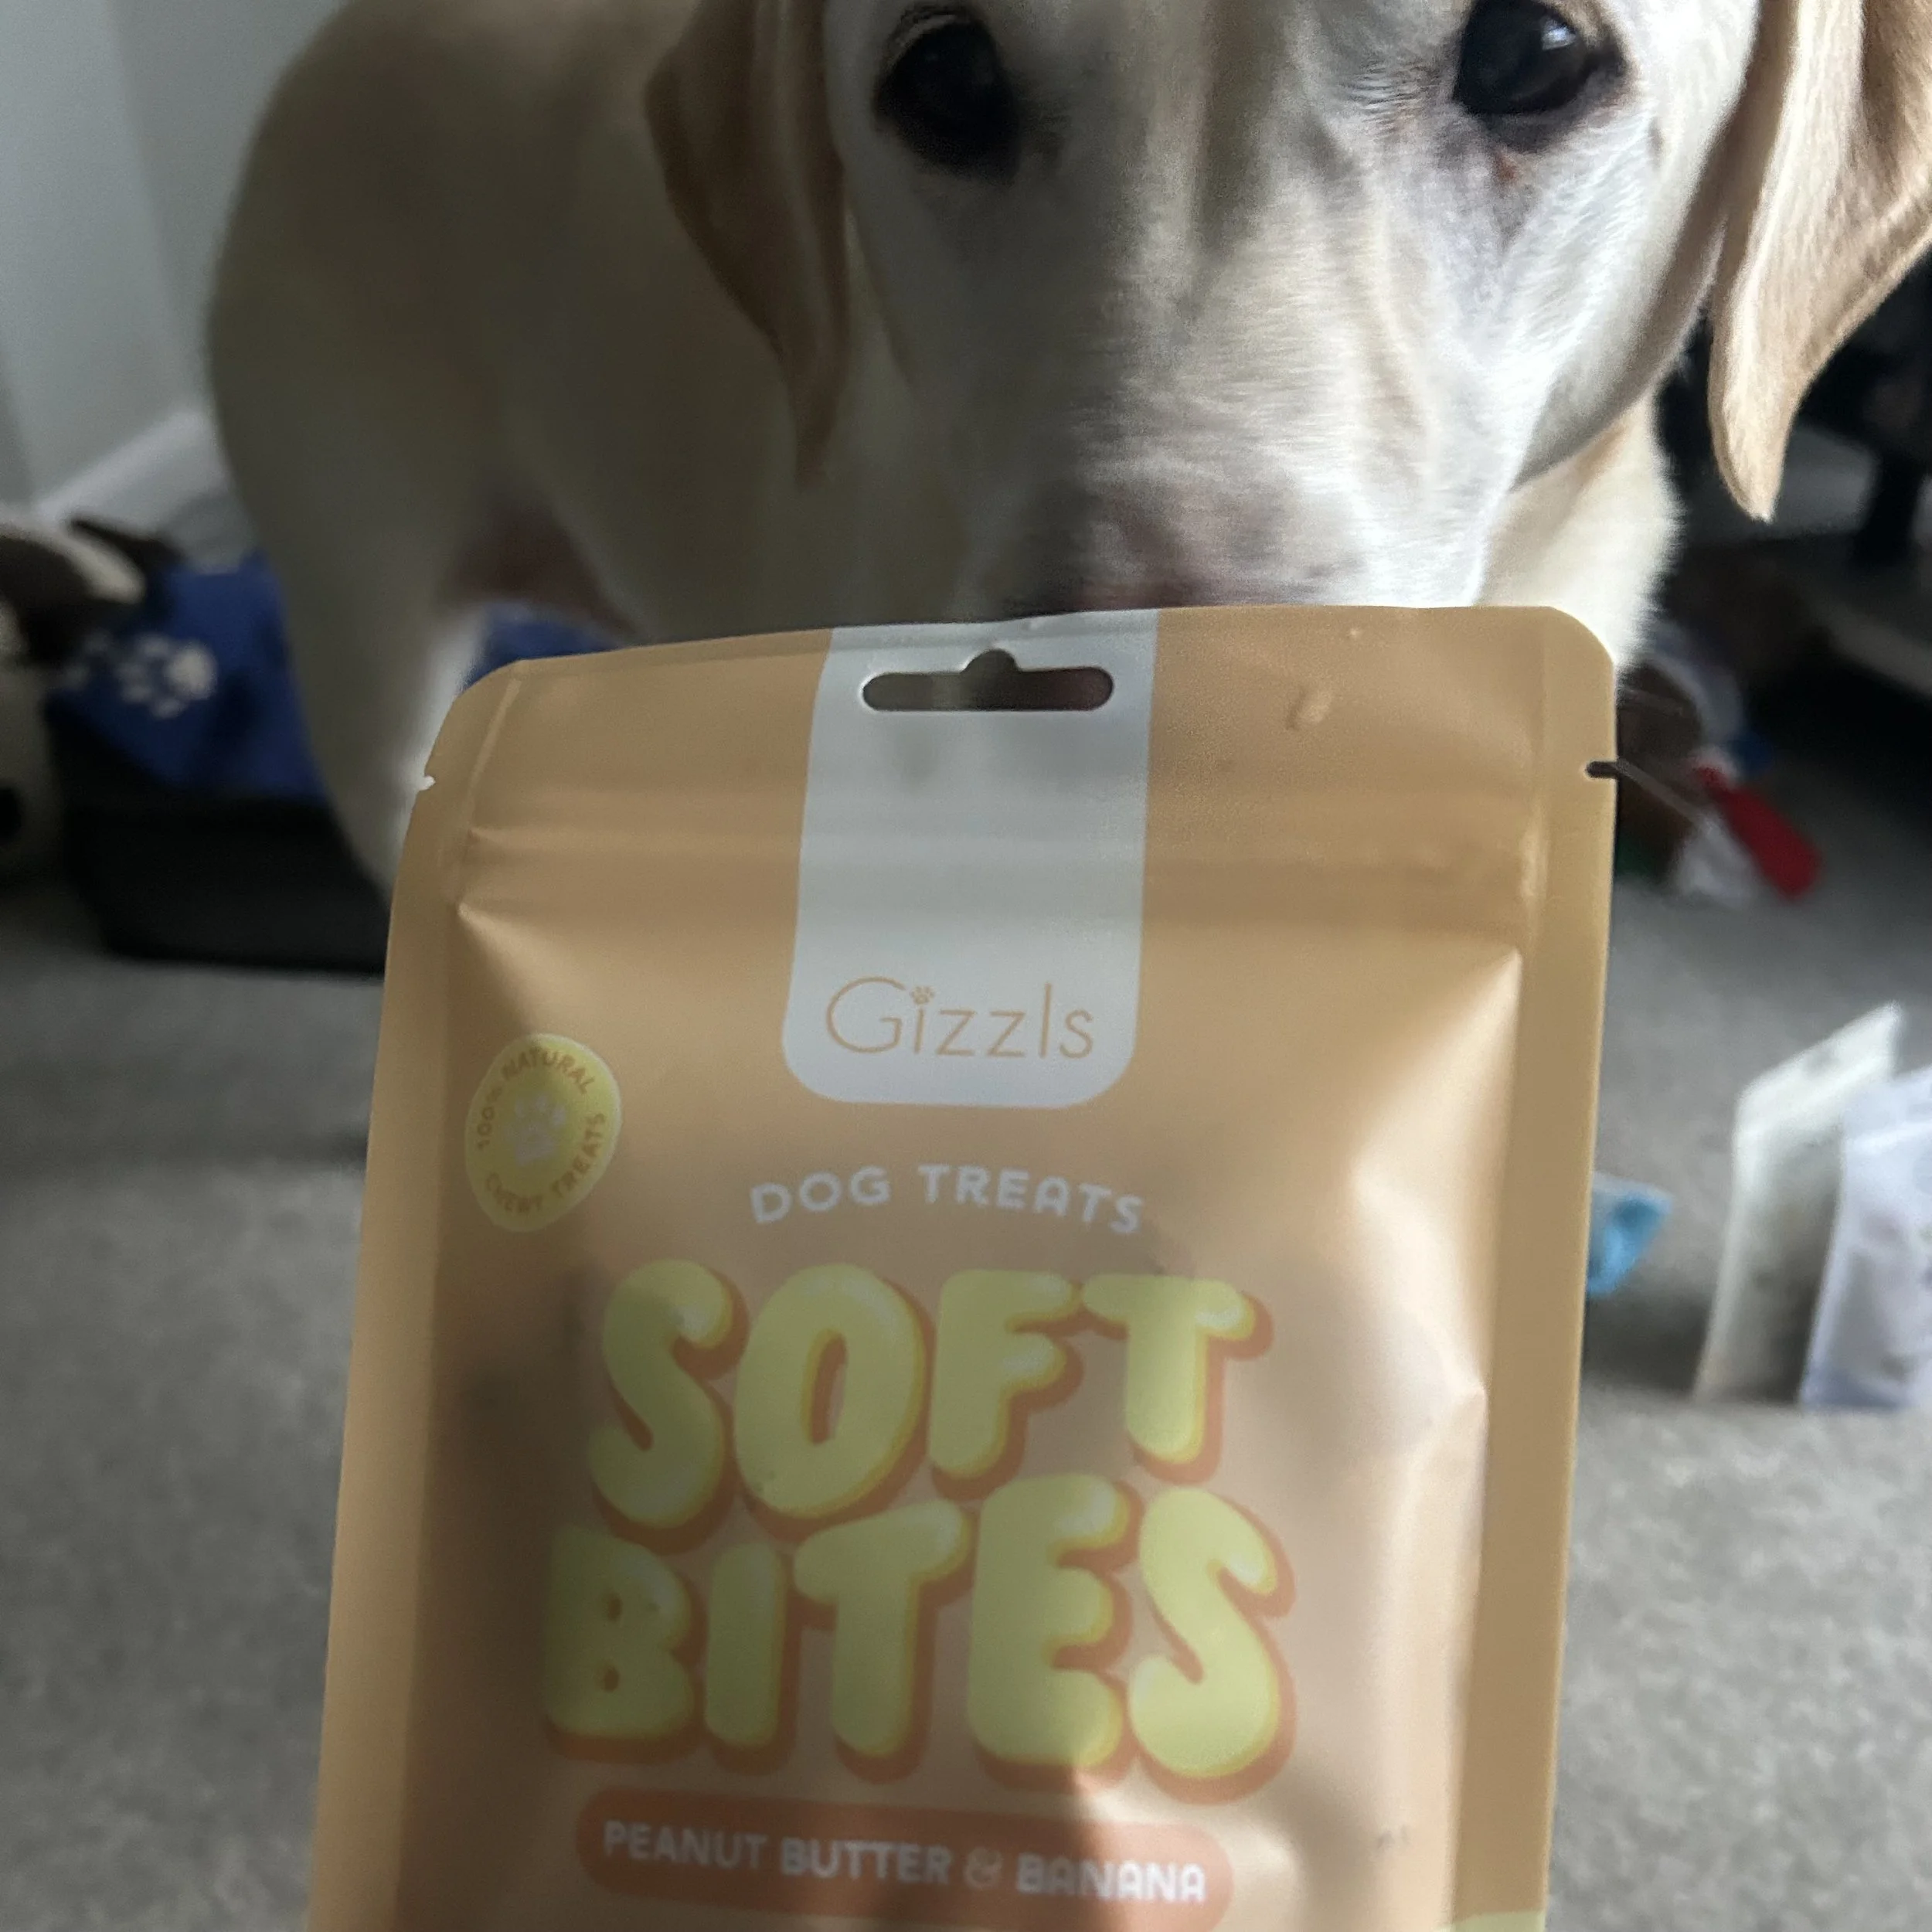 Gizzls
100% NATURAL
CHEWY TREATS
DOG TREATS
SOFT
BITES
PEANUT BUTTER & BANANA